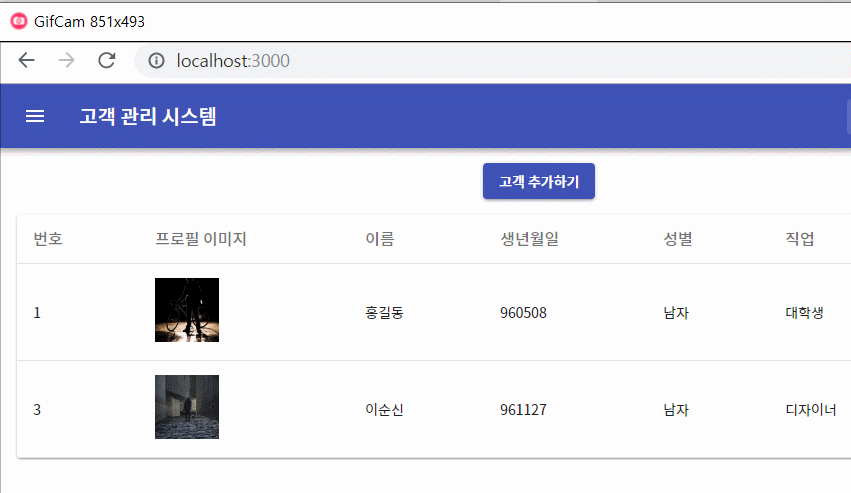 GifCam 851x493
localhost:3000
고객 관리 시스템
고객 추가하기
번호 프로필 이미지 이름 생년월일 성별 직업
1 홍길동 960508 남자 대학생
3 이순신 961127 남자 디자이너